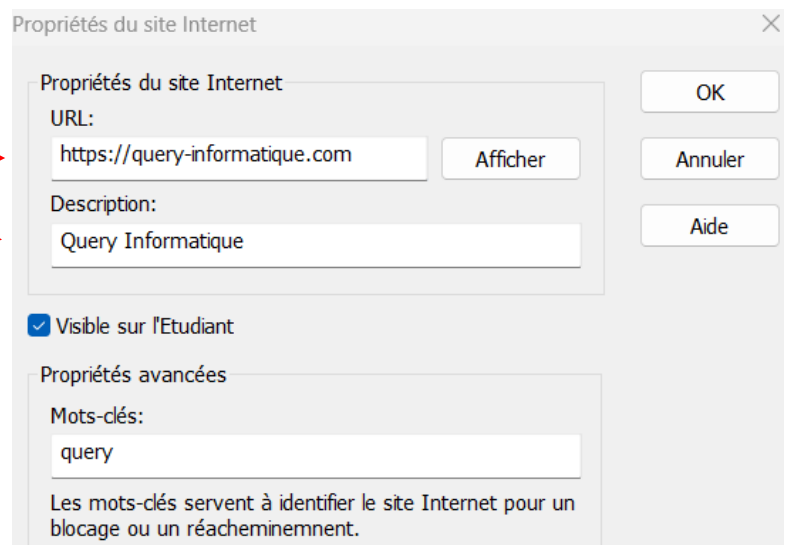 Propriétés du site Internet
Propriétés du site Internet
OK
URL:
https://query-informatique.com
Afficher
Annuler
Description:
Query Informatique
Aide
Visible sur l'Etudiant
Propriétés avancées
Mots-clés:
query
Les mots-clés servent à identifier le site Internet pour un
blocage ou un réacheminemnent.